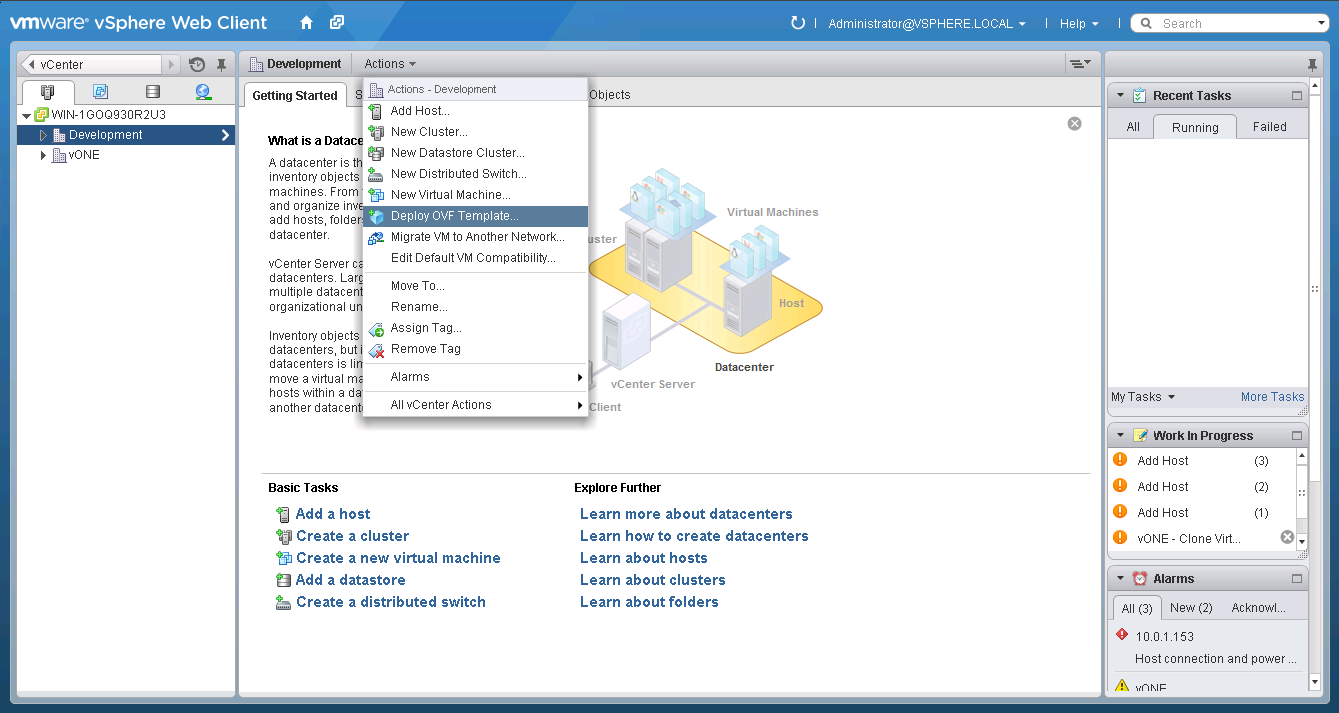 vmware® vSphere Web Client
Administrator@VSPHERE.LOCAL
Help
Search
vCenter
WIN-1GOQ930R2U3
Development
vONE
Development
Actions
Getting Started
S
Objects
Actions - Development
Add Host...
New Cluster...
New Datastore Cluster...
New Distributed Switch...
New Virtual Machine...
Deploy OVF Template...
Migrate VM to Another Network...
Edit Default VM Compatibility...
Move To...
Rename...
Assign Tag...
Remove Tag
Alarms
All vCenter Actions
What is a Datace
A datacenter is th
inventory objects
machines. From
and organize inve
add hosts, folders
datacenter.
vCenter Server ca
datacenters. Larg
multiple datacent
organizational un
Inventory objects
datacenters, but i
datacenters is lim
move a virtual ma
hosts within a da
another datacent
Virtual Machines
uster
Host
Datacenter
vCenter Server
Client
Basic Tasks
Add a host
Create a cluster
Create a new virtual machine
Add a datastore
Create a distributed switch
Explore Further
Learn more about datacenters
Learn how to create datacenters
Learn about hosts
Learn about clusters
Learn about folders
Recent Tasks
All
Running
Failed
My Tasks
More Tasks
Work In Progress
Add Host (3)
Add Host (2)
Add Host (1)
vONE - Clone Virt...
Alarms
All (3)
New (2)
Acknowl...
10.0.1.153
Host connection and power ...
vONE